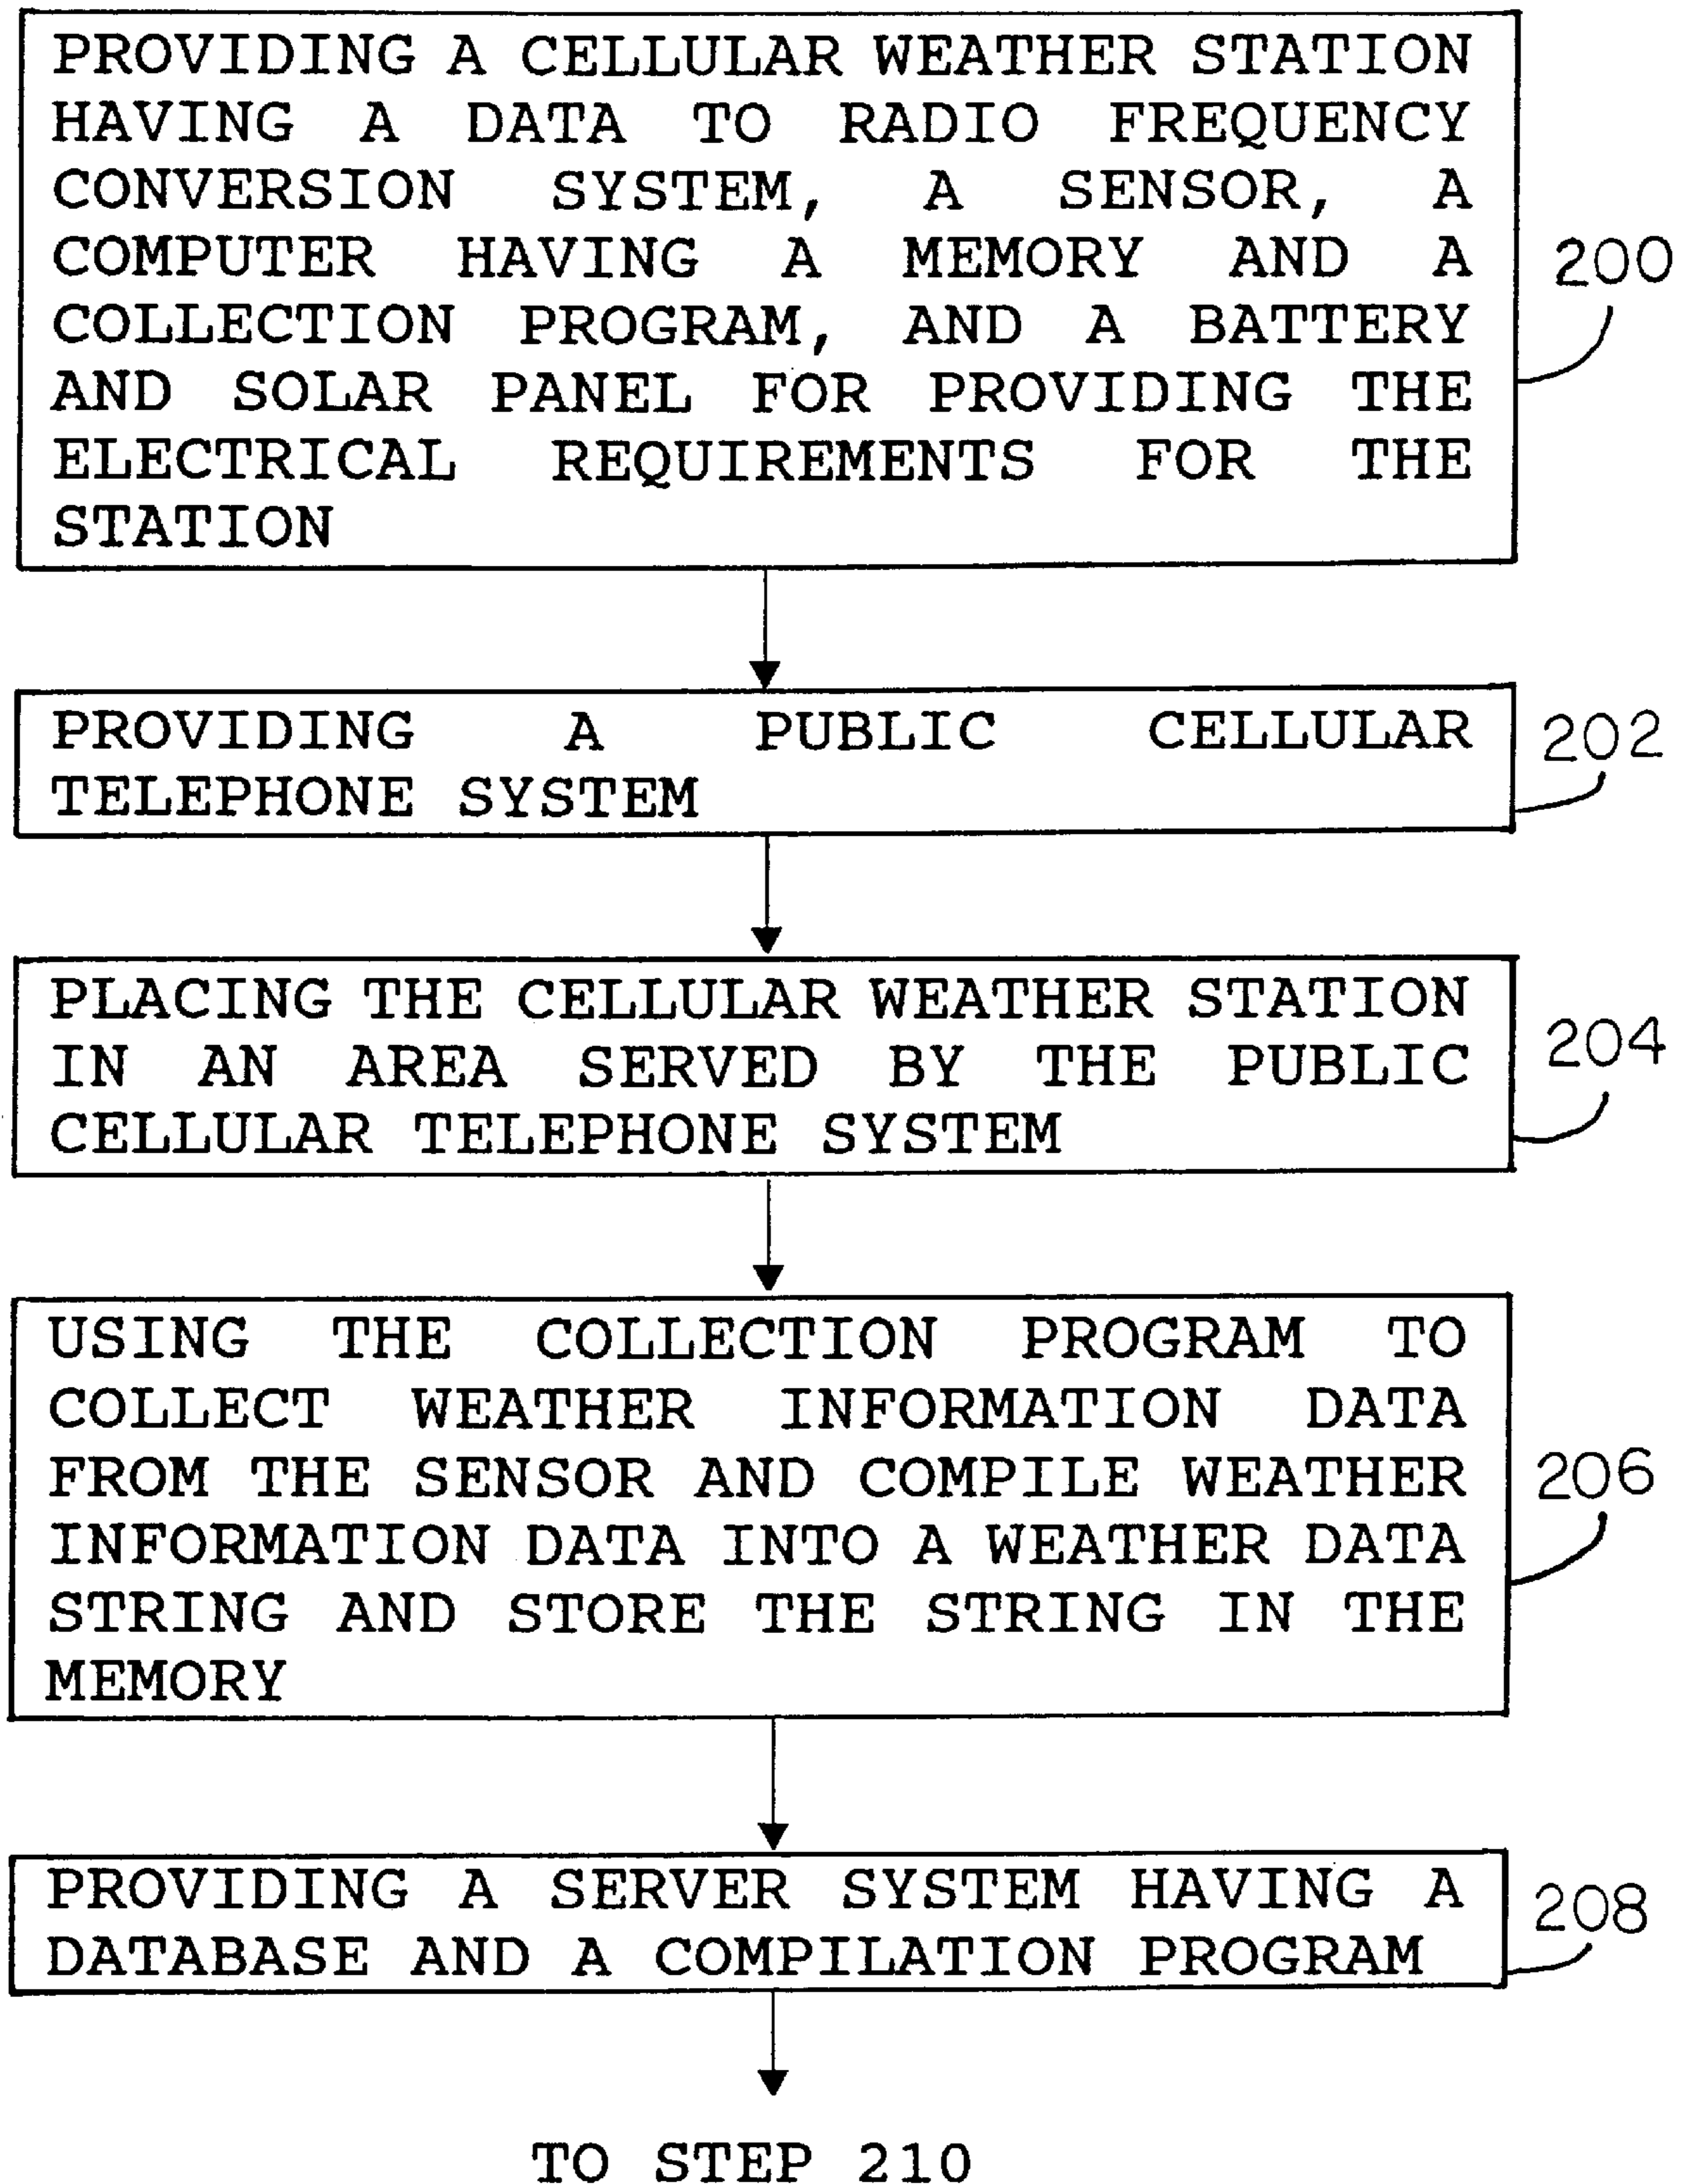 PROVIDING A CELLULAR WEATHER STATION
HAVING A DATA TO RADIO FREQUENCY
CONVERSION SYSTEM, A SENSOR, A
COMPUTER HAVING A MEMORY AND A
COLLECTION PROGRAM, AND A BATTERY
AND SOLAR PANEL FOR PROVIDING THE
ELECTRICAL REQUIREMENTS FOR THE
STATION
200
PROVIDING A PUBLIC CELLULAR
TELEPHONE SYSTEM
202
PLACING THE CELLULAR WEATHER STATION
IN AN AREA SERVED BY THE PUBLIC
CELLULAR TELEPHONE SYSTEM
204
USING THE COLLECTION PROGRAM TO
COLLECT WEATHER INFORMATION DATA
FROM THE SENSOR AND COMPILE WEATHER
INFORMATION DATA INTO A WEATHER DATA
STRING AND STORE THE STRING IN THE
MEMORY
206
PROVIDING A SERVER SYSTEM HAVING A
DATABASE AND A COMPILATION PROGRAM
208
TO STEP 210